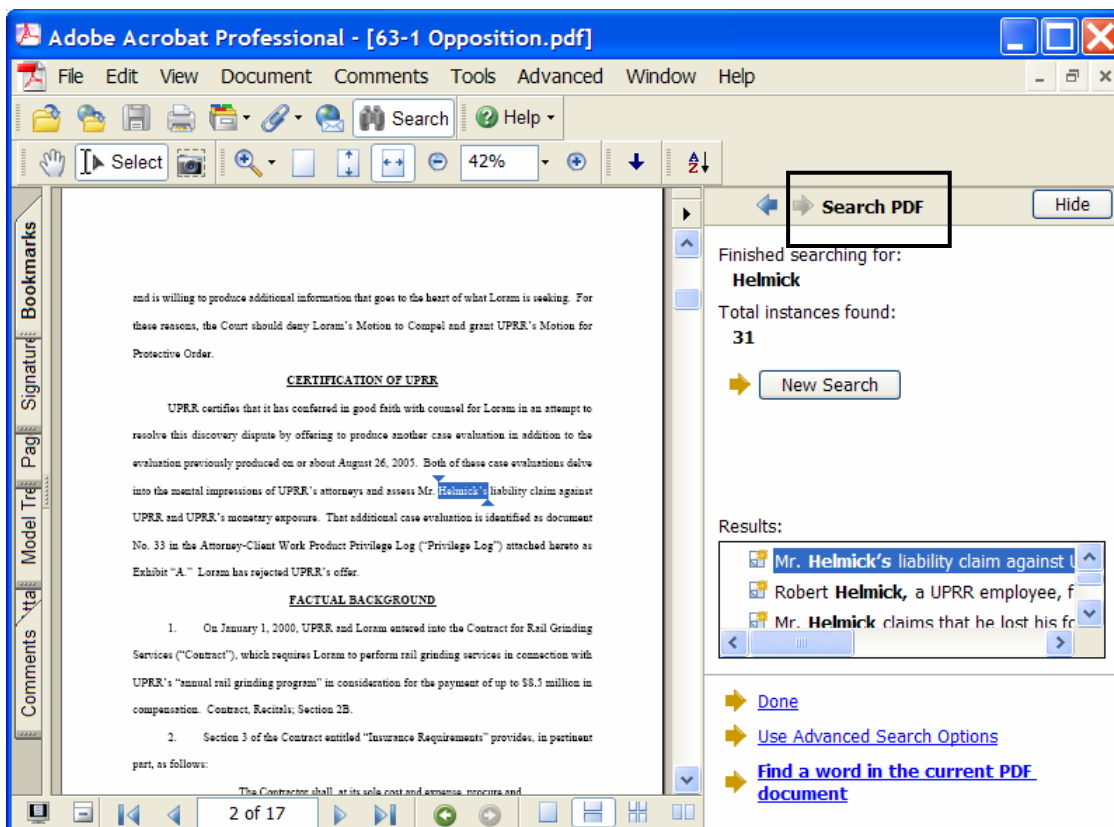 Adobe Acrobat Professional - [63-1 Opposition.pdf]
File Edit View Document Comments Tools Advanced Window Help
Search Help
Select 42%
Bookmarks
Signature
Pag
Model Tre
Comments
and is willing to produce additional information that goes to the heart of what Loram is seeking. For
these reasons, the Court should deny Loram's Motion to Compel and grant UPRR's Motion for
Protective Order.
CERTIFICATION OF UPRR
UPRR certifies that it has conferred in good faith with counsel for Loram in an attempt to
resolve this discovery dispute by offering to produce another case evaluation in addition to the
evaluation previously produced on or about August 26, 2005. Both of these case evaluations delve
into the mental impressions of UPRR's attorneys and assess Mr. Helmick's liability claim against
UPRR and UPRR's monetary exposure. That additional case evaluation is identified as document
No. 33 in the Attorney-Client Work Product Privilege Log ("Privilege Log") attached hereto as
Exhibit "A." Loram has rejected UPRR's offer.
FACTUAL BACKGROUND
1. On January 1, 2000, UPRR and Loram entered into the Contract for Rail Grinding
Services ("Contract"), which requires Loram to perform rail grinding services in connection with
UPRR's "annual rail grinding program" in consideration for the payment of up to $8.5 million in
compensation. Contract, Recitals; Section 2B.
2. Section 3 of the Contract entitled "Insurance Requirements" provides, in pertinent
part, as follows:
The Contractor shall, at its sole cost and expense, procure and
2 of 17
Search PDF
Hide
Finished searching for:
Helmick
Total instances found:
31
New Search
Results:
Mr. Helmick's liability claim against U
Robert Helmick, a UPRR employee, f
Mr. Helmick claims that he lost his fo
Done
Use Advanced Search Options
Find a word in the current PDF
document